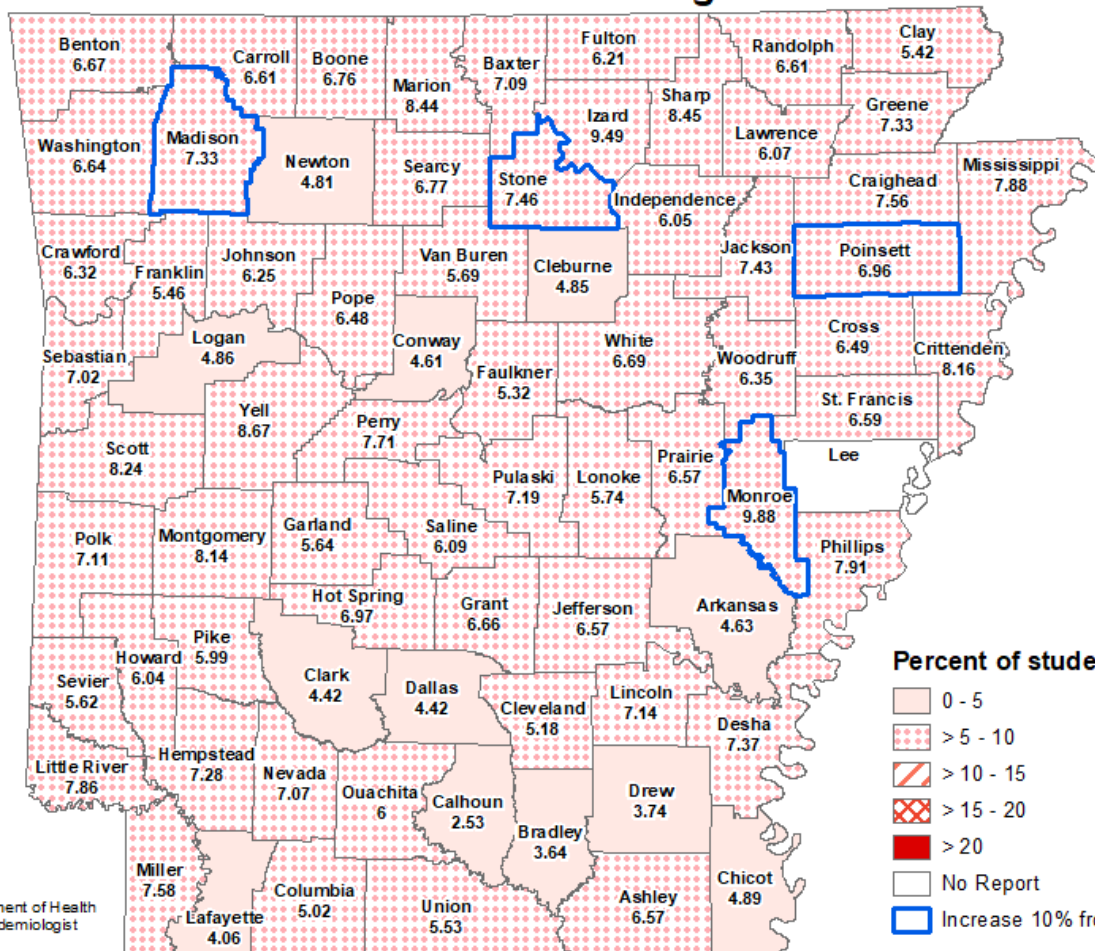 Benton
6.67
Carroll
6.61
Boone
6.76
Marion
8.44
Baxter
7.09
Fulton
6.21
Sharp
8.45
Randolph
6.61
Clay
5.42
Greene
7.33
Izard
9.49
Lawrence
6.07
Washington
6.64
Madison
7.33
Newton
4.81
Searcy
6.77
Stone
7.46
Independence
6.05
Craighead
7.56
Mississippi
7.88
Crawford
6.32
Franklin
5.46
Johnson
6.25
Pope
6.48
Van Buren
5.69
Cleburne
4.85
Jackson
7.43
Poinsett
6.96
Sebastian
7.02
Logan
4.86
Conway
4.61
Faulkner
5.32
White
6.69
Woodruff
6.35
Cross
6.49
Crittenden
8.16
St. Francis
6.59
Yell
8.67
Perry
7.71
Scott
8.24
Pulaski
7.19
Lonoke
5.74
Prairie
6.57
Lee
Monroe
9.88
Polk
7.11
Montgomery
8.14
Garland
5.64
Saline
6.09
Phillips
7.91
Hot Spring
6.97
Grant
6.66
Jefferson
6.57
Arkansas
4.63
Sevier
5.62
Howard
6.04
Pike
5.99
Clark
4.42
Dallas
4.42
Cleveland
5.18
Lincoln
7.14
Desha
7.37
Little River
7.86
Hempstead
7.28
Nevada
7.07
Ouachita
6
Calhoun
2.53
Bradley
3.64
Drew
3.74
Miller
7.58
Lafayette
4.06
Columbia
5.02
Union
5.53
Ashley
6.57
Chicot
4.89
Percent of stude
0 - 5
> 5 - 10
> 10 - 15
> 15 - 20
> 20
No Report
Increase 10% fro
ment of Health
demiologist